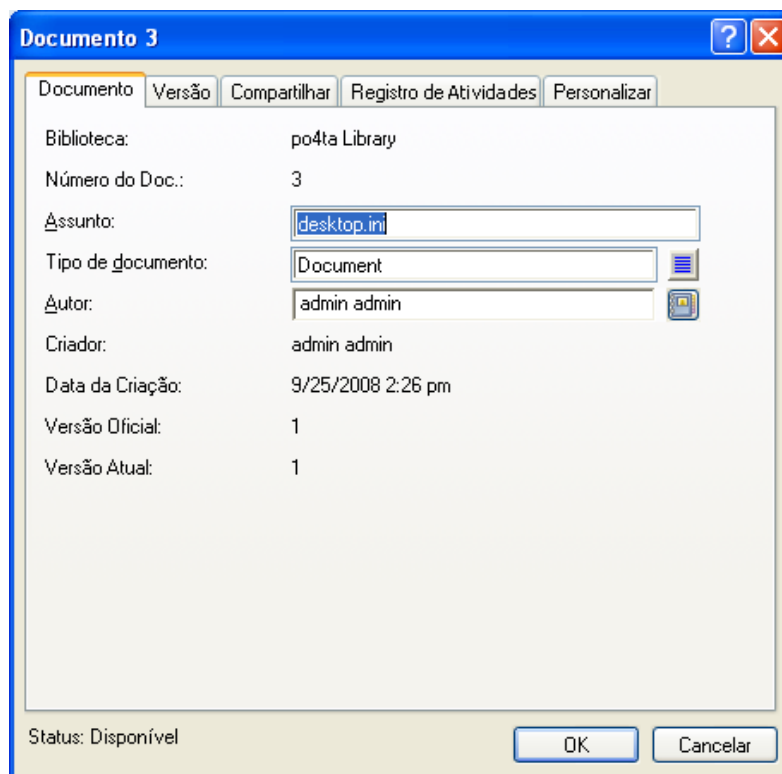 Documento 3
Documento Versão Compartilhar Registro de Atividades Personalizar
Biblioteca: po4ta Library
Número do Doc.: 3
Assunto: desktop.ini
Tipo de documento: Document
Autor: admin admin
Criador: admin admin
Data da Criação: 9/25/2008 2:26 pm
Versão Oficial: 1
Versão Atual: 1
Status: Disponível OK Cancelar